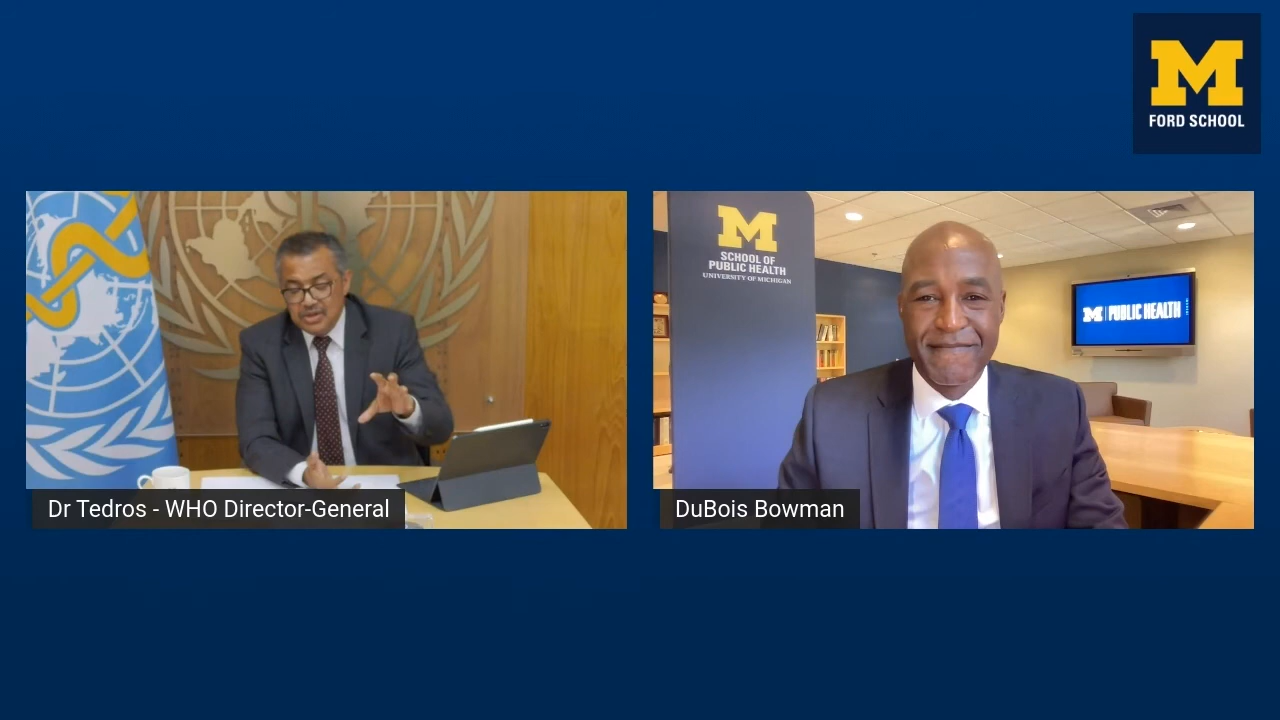 M
FORD SCHOOL
M
SCHOOL OF
PUBLIC HEALTH
UNIVERSITY OF MICHIGAN
M | PUBLIC HEALTH
Dr Tedros - WHO Director-General
DuBois Bowman